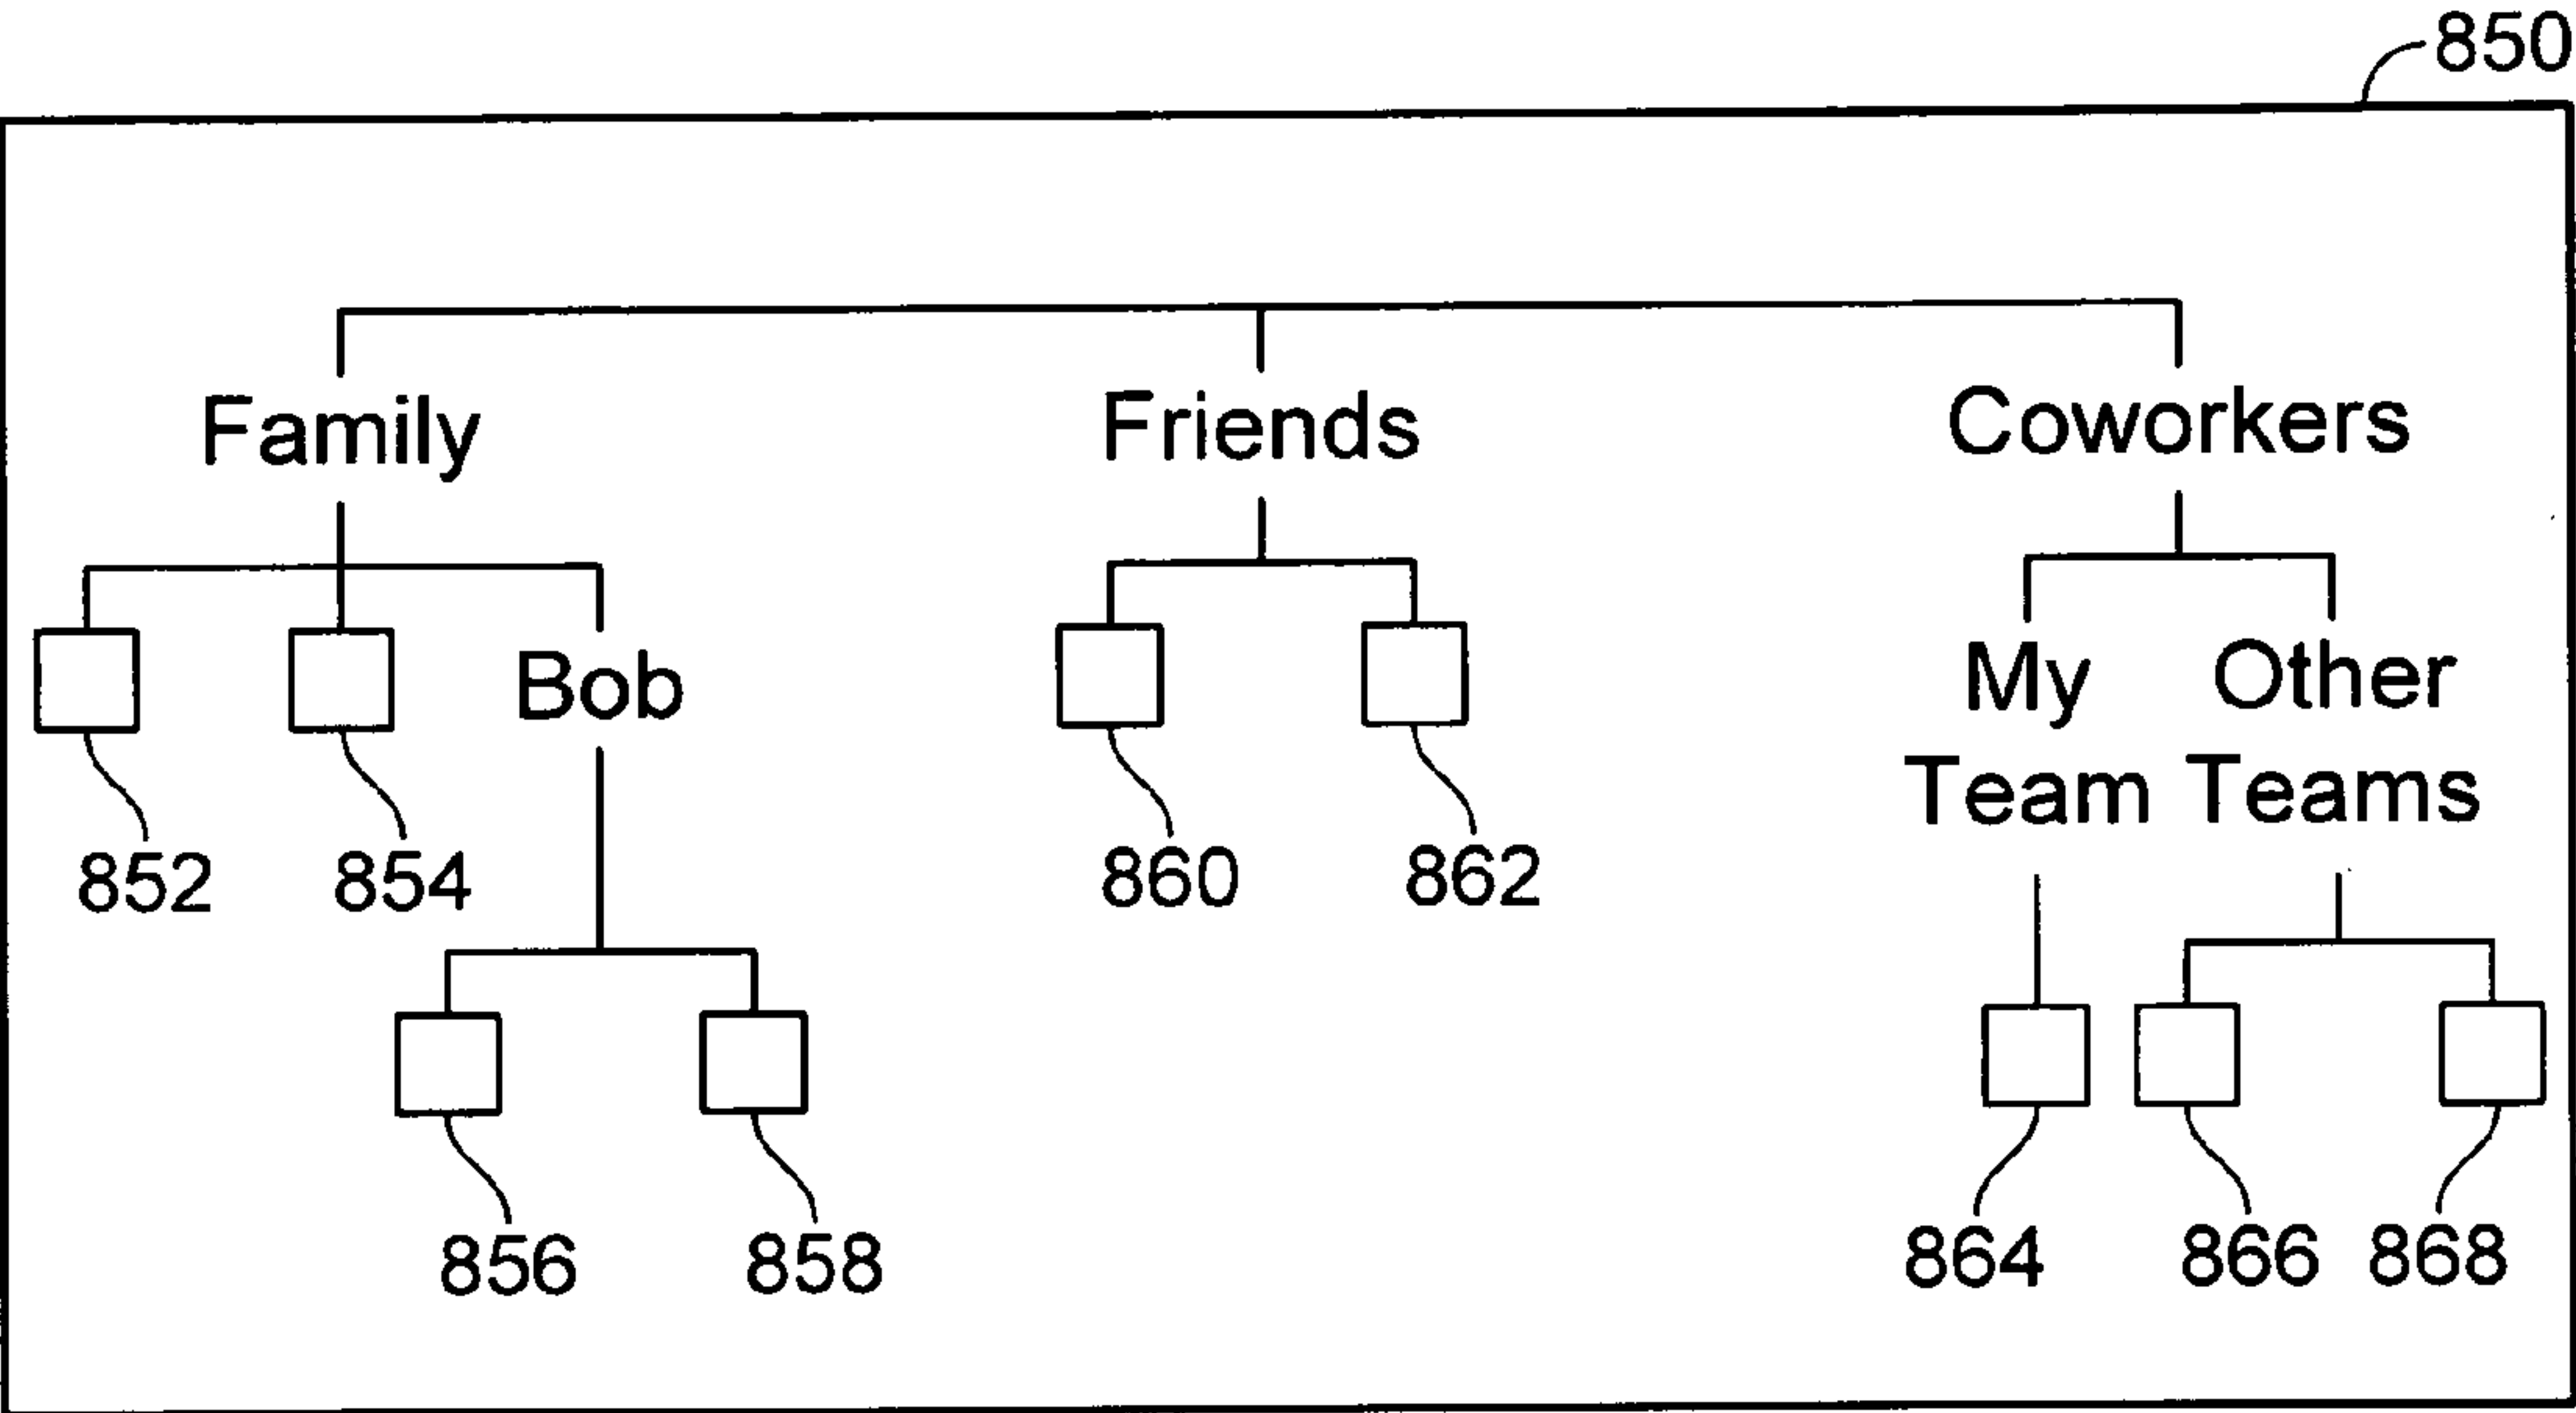 850
Family
Friends
Coworkers
Bob
My
Team
Other
Teams
852
854
860
862
856
858
864
866
868